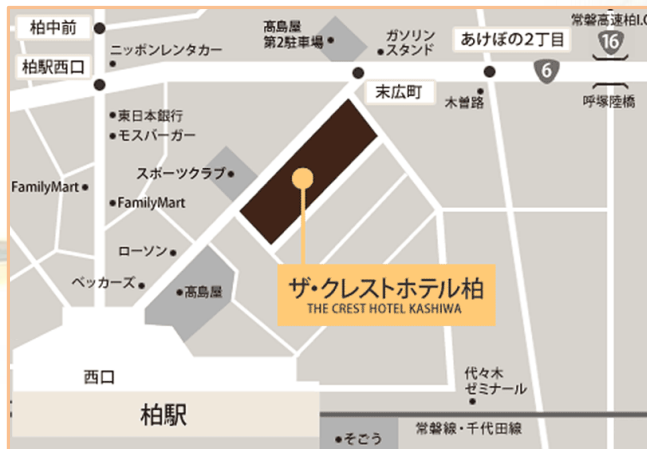 柏中前
髙島屋
第2駐車場
ガソリン
スタンド
常磐高速柏I.C
16
ニッポンレンタカー
あけぼの2丁目
6
柏駅西口
末広町
木曽路
呼塚陸橋
東日本銀行
モスバーガー
スポーツクラブ
FamilyMart
FamilyMart
ローソン
ベッカーズ
髙島屋
ザ・クレストホテル柏
THE CREST HOTEL KASHIWA
西口
代々木
ゼミナール
柏駅
常磐線・千代田線
そごう